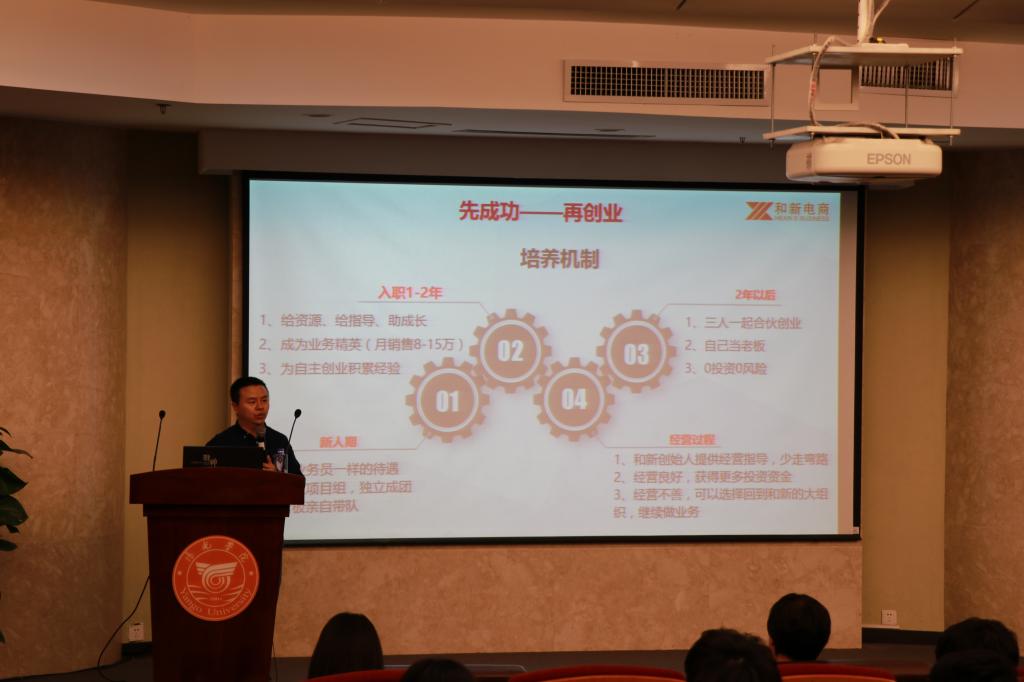 EPSON
先成功——再创业
和新电商
培养机制
入职1-2年
1、给资源、给指导、助成长
2、成为业务精英（月销售8-15万）
3、为自主创业积累经验
2年以后
1、三人一起合伙创业
2、自己当老板
3、0投资0风险
02
03
01
04
新人期
务员一样的待遇
项目组，独立成团
亲自带队
经营过程
1、和新创始人提供经营指导，少走弯路
2、经营良好，获得更多投资资金
3、经营不善，可以选择回到和新的大组
织，继续做业务
阳光学院
Yango University